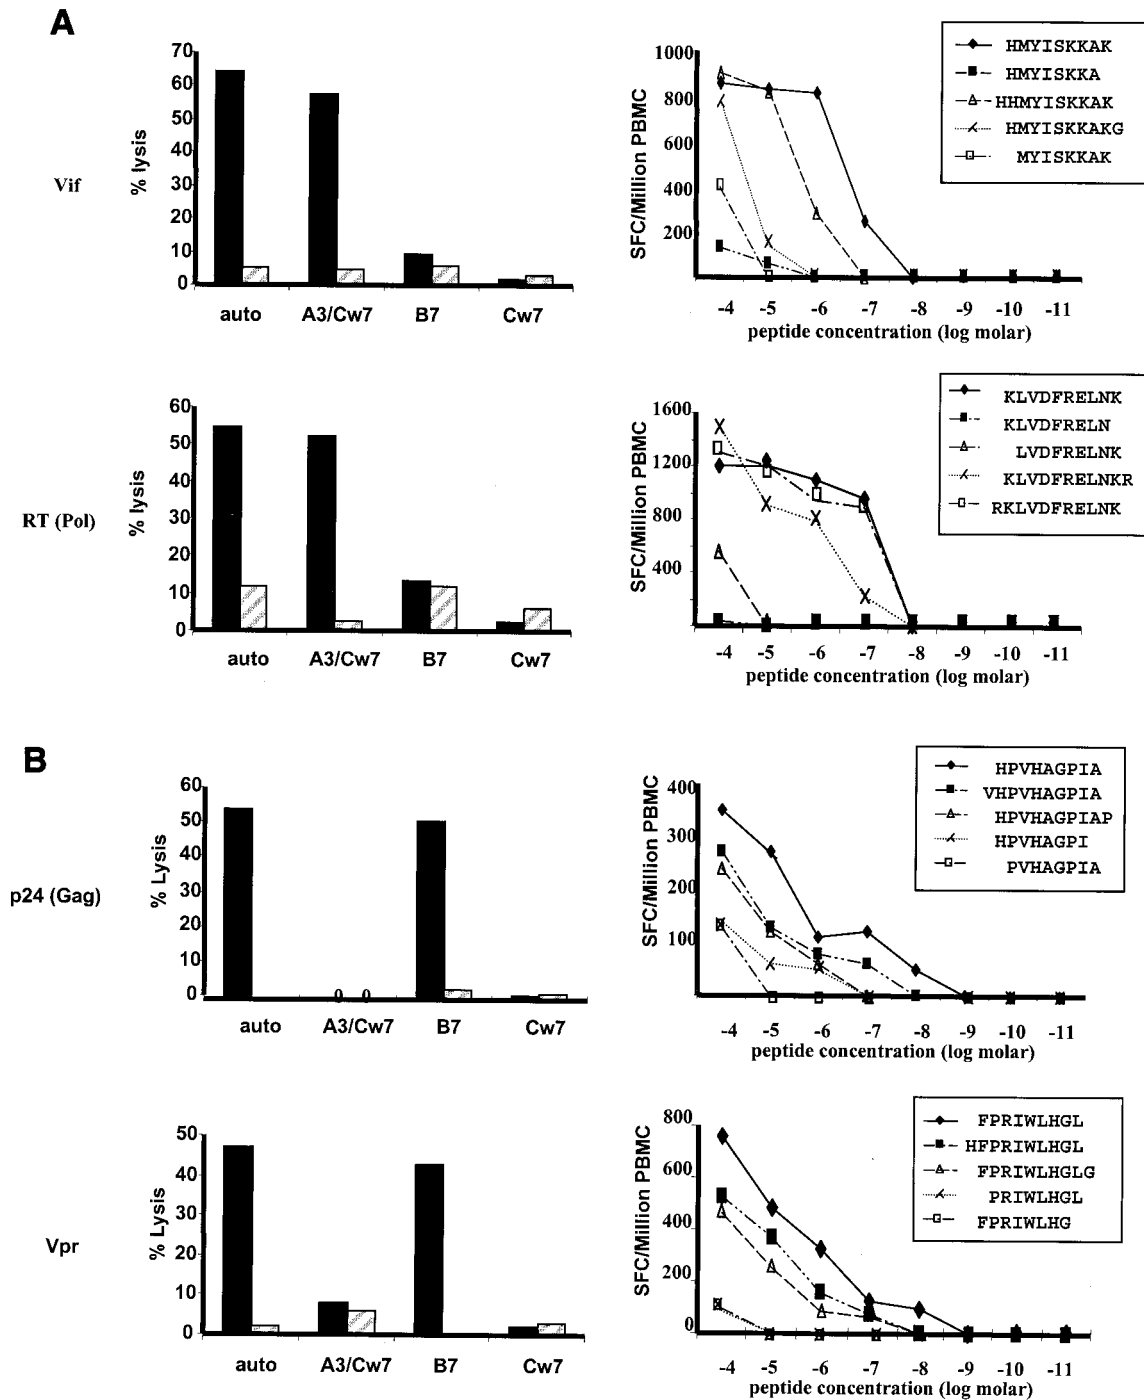 A
Vif
% lysis
70
60
50
40
30
20
10
0
auto A3/Cw7 B7 Cw7
SFC/Million PBMC
1000
800
600
400
200
-4 -5 -6 -7 -8 -9 -10 -11
peptide concentration (log molar)
HMYISKKAK
HMYISKKA
HHMYISKKAK
HMYISKKAKG
MYISKKAK
RT (Pol)
% lysis
60
50
40
30
20
10
0
auto A3/Cw7 B7 Cw7
SFC/Million PBMC
1600
1200
800
400
-4 -5 -6 -7 -8 -9 -10 -11
peptide concentration (log molar)
KLVDFRELNK
KLVDFRELN
LVDFRELNK
KLVDFRELNKR
RKLVDFRELNK
B
p24 (Gag)
% Lysis
60
50
40
30
20
10
0
0 0
auto A3/Cw7 B7 Cw7
SFC/Million PBMC
400
300
200
100
-4 -5 -6 -7 -8 -9 -10 -11
peptide concentration (log molar)
HPVHAGPIA
VHPVHAGPIA
HPVHAGPIAP
HPVHAGPI
PVHAGPIA
Vpr
% Lysis
50
40
30
20
10
0
auto A3/Cw7 B7 Cw7
SFC/Million PBMC
800
600
400
200
0
-4 -5 -6 -7 -8 -9 -10 -11
peptide concentration (log molar)
FPRIWLHGL
HFPRIWLHGL
FPRIWLHGLG
PRIWLHGL
FPRIWLHG